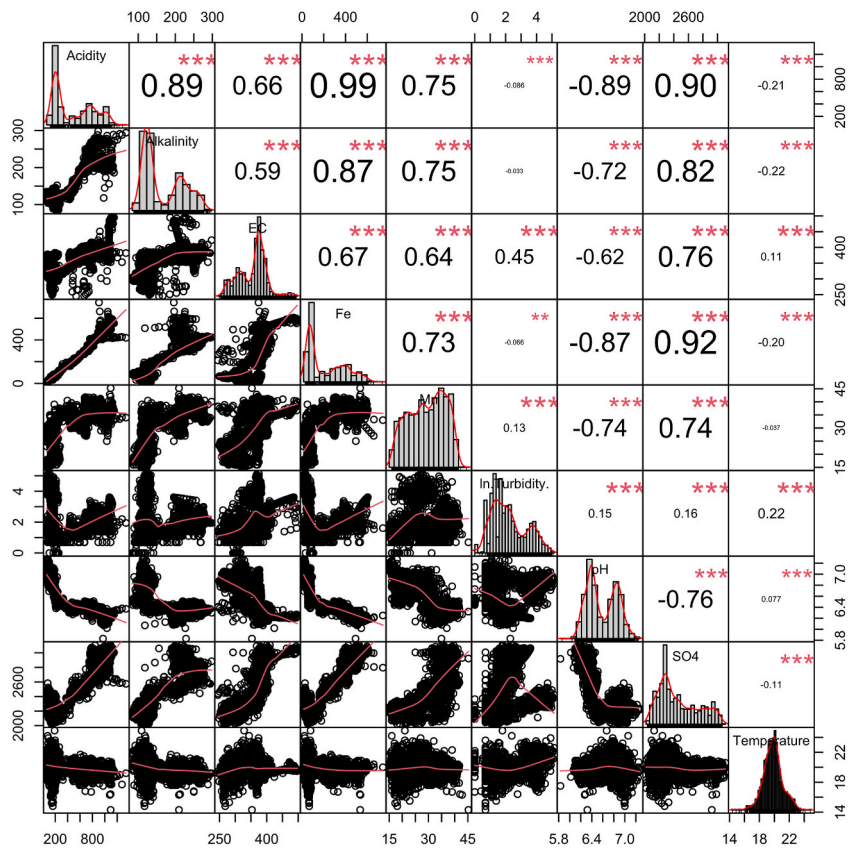 100 200 300 0 400 0 2 4 2000 2600
Acidity *** 0.89 *** 0.66 *** 0.99 *** 0.75 *** -0.086 *** -0.89 *** 0.90 *** -0.21 200 800
100 200 300 Alkalinity *** 0.59 *** 0.87 *** 0.75 -0.033 *** -0.72 *** 0.82 *** -0.22
EC *** 0.67 *** 0.64 *** 0.45 *** -0.62 *** 0.76 *** 0.11 250 400
0 400 Fe *** 0.73 ** -0.066 *** -0.87 *** 0.92 *** -0.20
Mn *** 0.13 *** -0.74 *** 0.74 -0.037 15 30 45
0 2 4 ln.Turbidity. *** 0.15 *** 0.16 *** 0.22
pH *** -0.76 *** 0.077 5.8 6.4 7.0
2000 2600 SO4 *** -0.11
Temperature 14 18 22
200 800 250 400 15 30 45 5.8 6.4 7.0 14 18 22